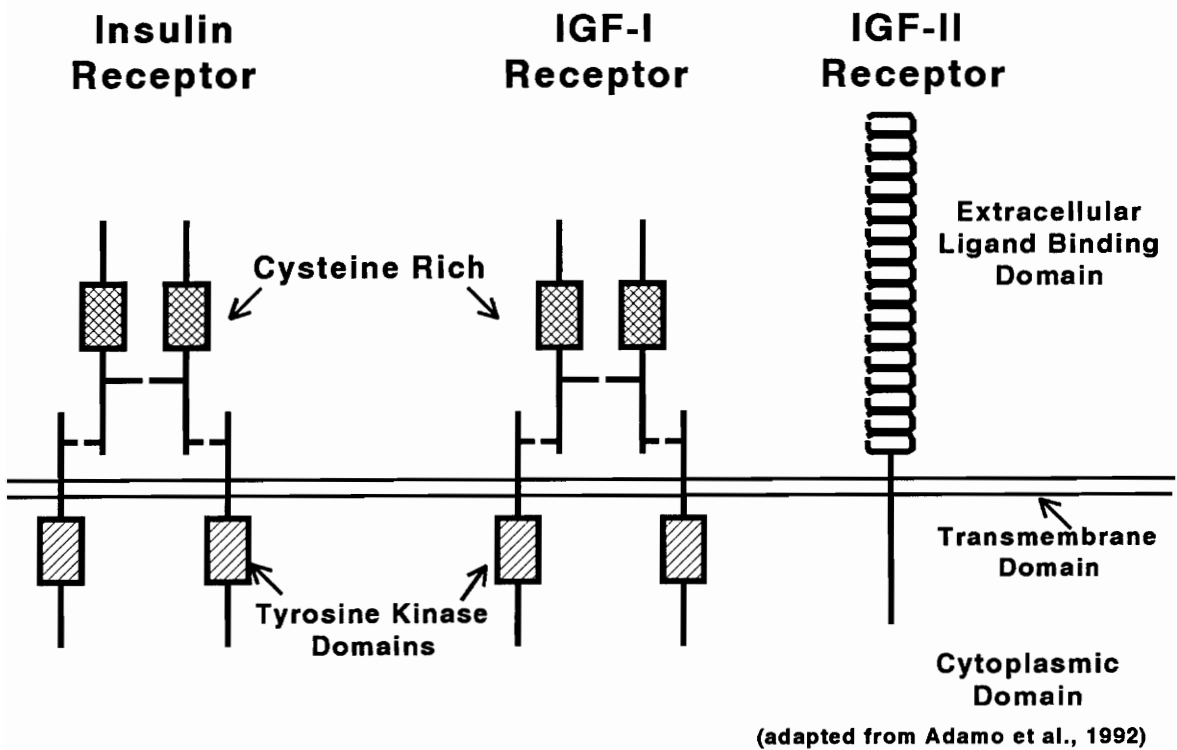 Insulin
Receptor
IGF-I
Receptor
IGF-II
Receptor
Cysteine Rich
Extracellular
Ligand Binding
Domain
Transmembrane
Domain
Tyrosine Kinase
Domains
Cytoplasmic
Domain
(adapted from Adamo et al., 1992)